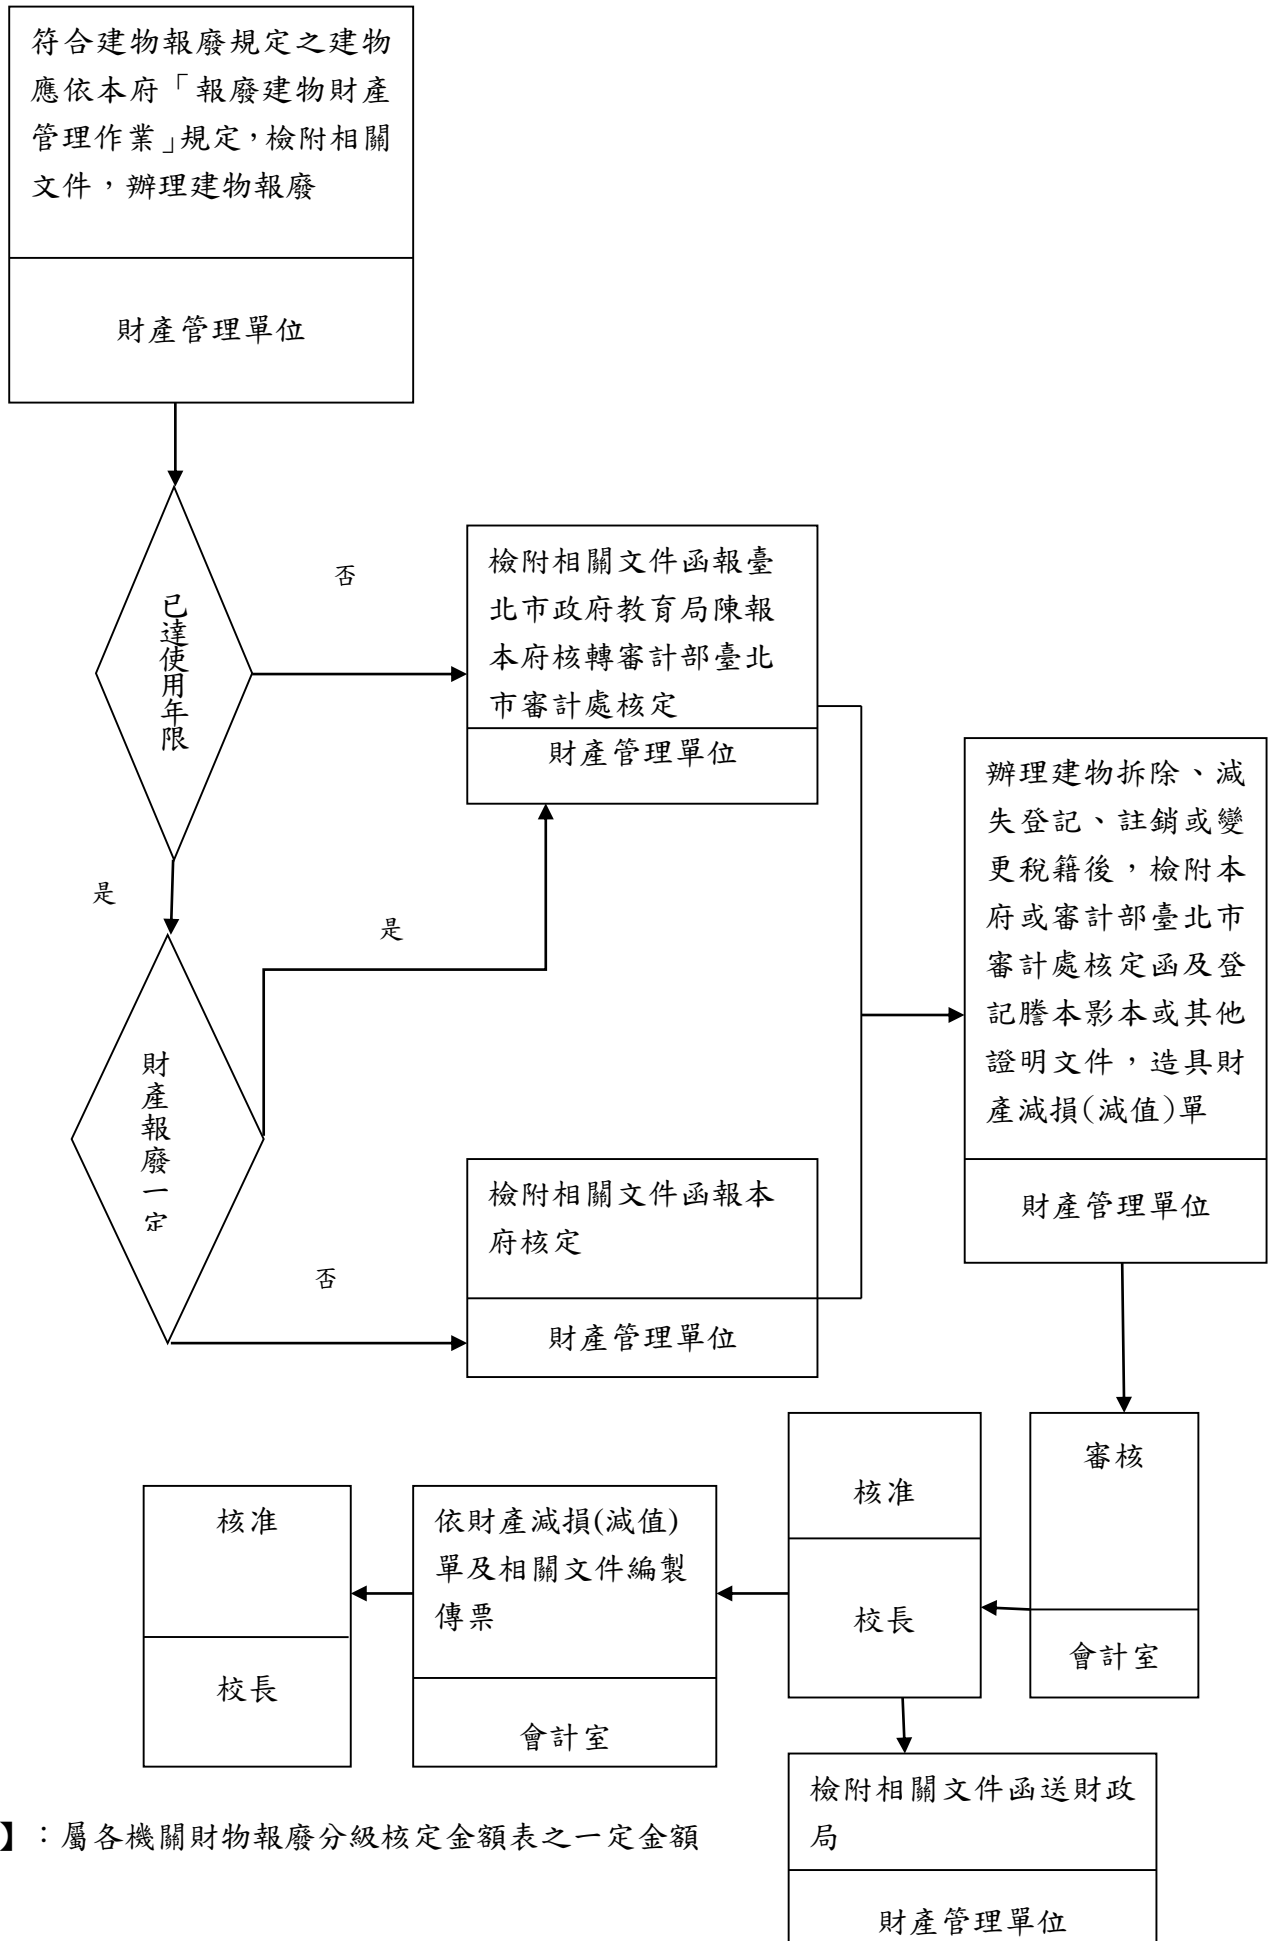 符合建物報廢規定之建物
應依本府「報廢建物財產
管理作業」規定，檢附相關
文件，辦理建物報廢
財產管理單位
已達使用年限
否
是
檢附相關文件函報臺
北市政府教育局陳報
本府核轉審計部臺北
市審計處核定
財產管理單位
辦理建物拆除、減
失登記、註銷或變
更稅籍後，檢附本
府或審計部臺北市
審計處核定函及登
記謄本影本或其他
證明文件，造具財
產減損(減值)單
財產管理單位
財產報廢一定
是
否
檢附相關文件函報本
府核定
財產管理單位
審核
會計室
核准
校長
依財產減損(減值)
單及相關文件編製
傳票
會計室
核准
校長
檢附相關文件函送財政
局
財產管理單位
】：屬各機關財物報廢分級核定金額表之一定金額